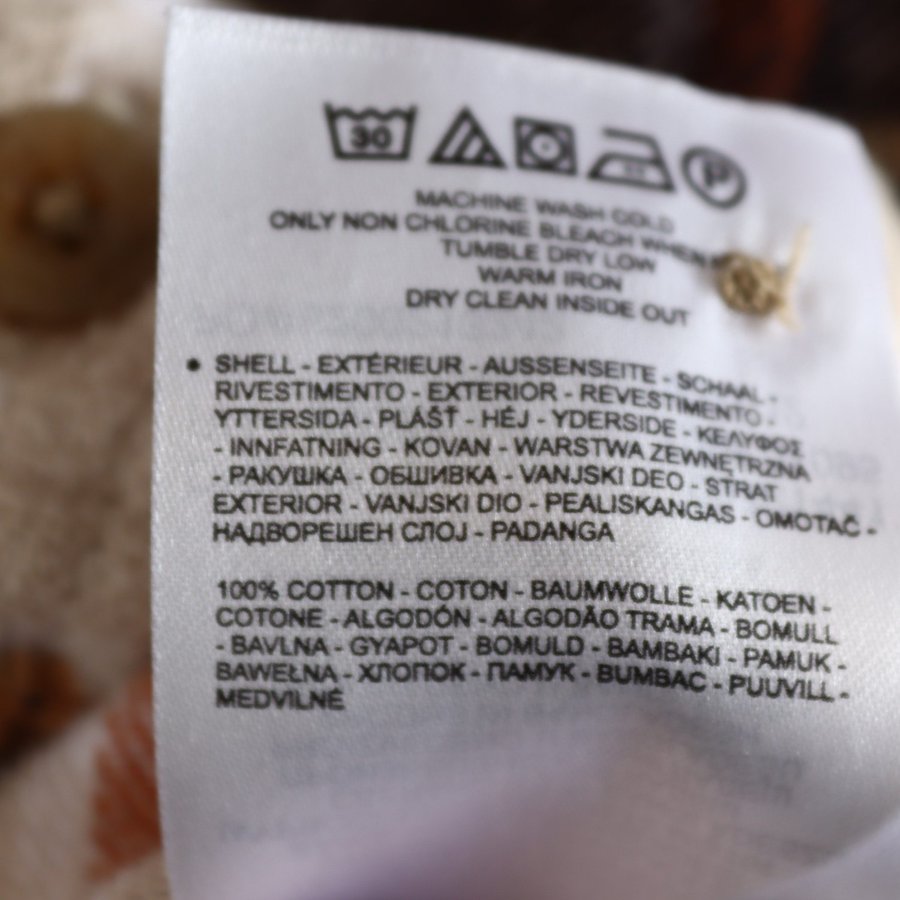 30
P
MACHINE WASH COLD
ONLY NON CHLORINE BLEACH WHEN
TUMBLE DRY LOW
WARM IRON
DRY CLEAN INSIDE OUT
• SHELL - EXTÉRIEUR - AUSSENSEITE - SCHAAL -
RIVESTIMENTO - EXTERIOR - REVESTIMENTO -
YTTERSIDA - PLÁŠŤ - HÉJ - YDERSIDE - ΚΕΛΥΦΟΣ
- INNFATNING - KOVAN - WARSTWA ZEWNĘTRZNA
- РАКУШКА - ОБШИВКА - VANJSKI DEO - STRAT
EXTERIOR - VANJSKI DIO - PEALISKANGAS - OMOTAČ -
НАДВОРЕШЕН СЛОЈ - PADANGA
100% COTTON - COTON - BAUMWOLLE - KATOEN -
COTONE - ALGODÓN - ALGODÃO TRAMA - BOMULL
- BAVLNA - GYAPOT - BOMULD - BAMBAKI - PAMUK -
BAWEŁNA - ХЛОПОК - ПАМУК - BUMBAC - PUUVILL -
MEDVILNĖ